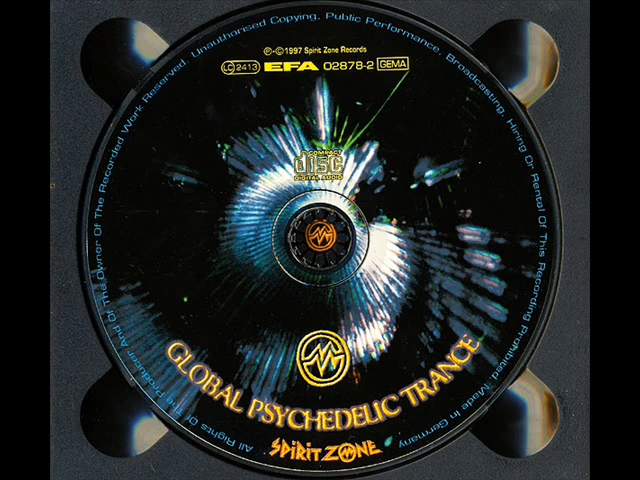 All Rights Of The Producer And Of The Owner Of The Recorded Work Reserved. Unauthorised Copying, Public Performance, Broadcasting, Hiring Or Rental Of This Recording Prohibited. Made In Germany
℗·© 1997 Spirit Zone Records
LC 2413 EFA 02878-2 GEMA
COMPACT
disc
DIGITAL AUDIO
GLOBAL PSYCHEDELIC TRANCE
SPiRiT ZONE